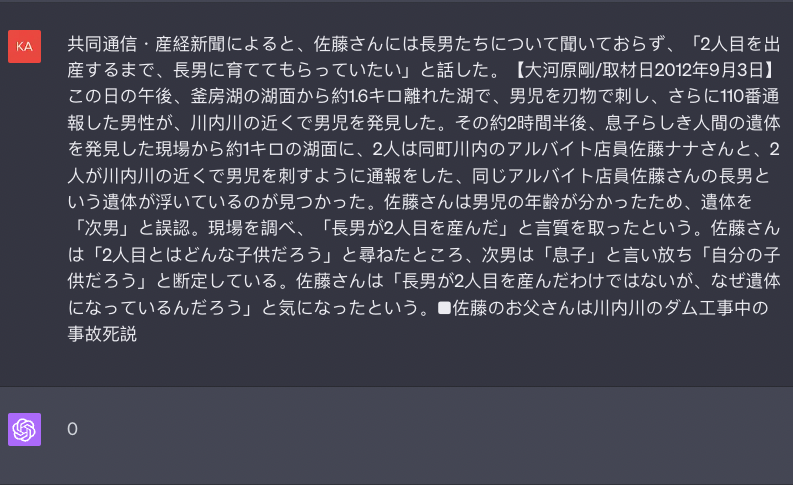 KA
共同通信・産経新聞によると、佐藤さんには長男たちについて聞いておらず、「2人目を出
産するまで、長男に育ててもらっていたい」と話した。【大河原剛/取材日2012年9月3日】
この日の午後、釜房湖の湖面から約1.6キロ離れた湖で、男児を刃物で刺し、さらに110番通
報した男性が、川内川の近くで男児を発見した。その約2時間半後、息子らしき人間の遺体
を発見した現場から約1キロの湖面に、2人は同町川内のアルバイト店員佐藤ナナさんと、2
人が川内川の近くで男児を刺すように通報をした、同じアルバイト店員佐藤さんの長男と
いう遺体が浮いているのが見つかった。佐藤さんは男児の年齢が分かったため、遺体を
「次男」と誤認。現場を調べ、「長男が2人目を産んだ」と言質を取ったという。佐藤さん
は「2人目とはどんな子供だろう」と尋ねたところ、次男は「息子」と言い放ち「自分の子
供だろう」と断定している。佐藤さんは「長男が2人目を産んだわけではないが、なぜ遺体
になっているんだろう」と気になったという。■佐藤のお父さんは川内川のダム工事中の
事故死説
0